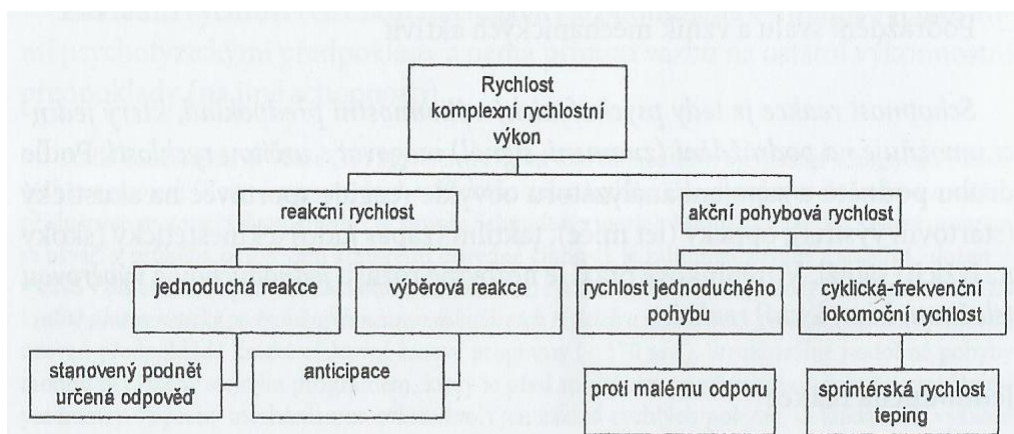 Rychlost
komplexní rychlostní
výkon
reakční rychlost
akční pohybová rychlost
jednoduchá reakce
výběrová reakce
rychlost jednoduchého
pohybu
cyklická-frekvenční
lokomoční rychlost
stanovený podnět
určená odpověď
anticipace
proti malému odporu
sprintérská rychlost
teping